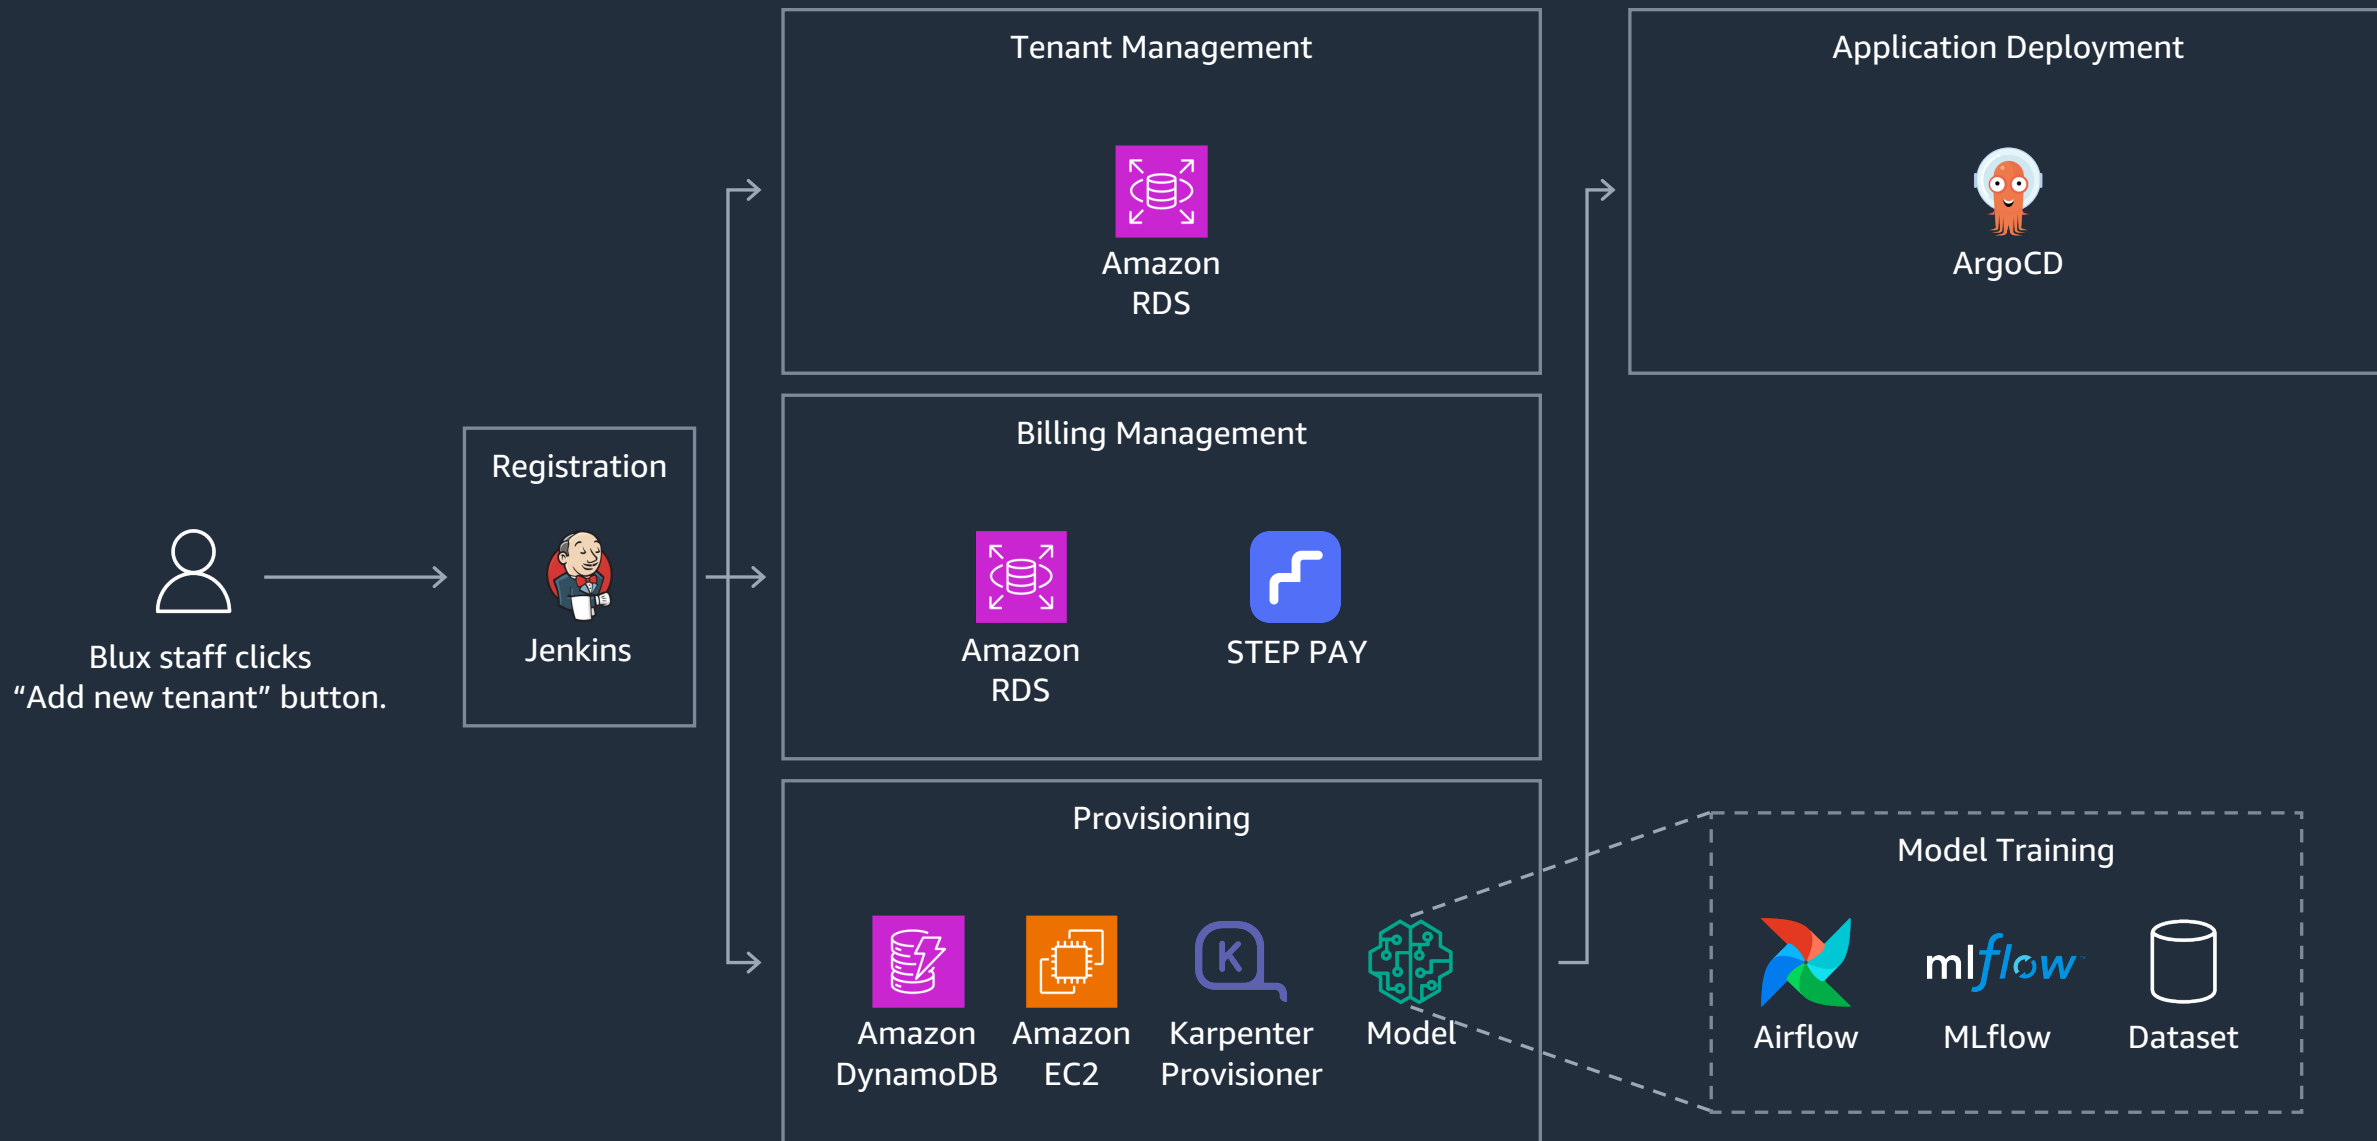 Tenant Management
Amazon
RDS
Application Deployment
ArgoCD
Blux staff clicks
“Add new tenant” button.
Registration
Jenkins
Billing Management
Amazon
RDS
STEP PAY
Provisioning
Amazon
DynamoDB
Amazon
EC2
K
Karpenter
Provisioner
Model
Model Training
Airflow
mlflow
MLflow
Dataset